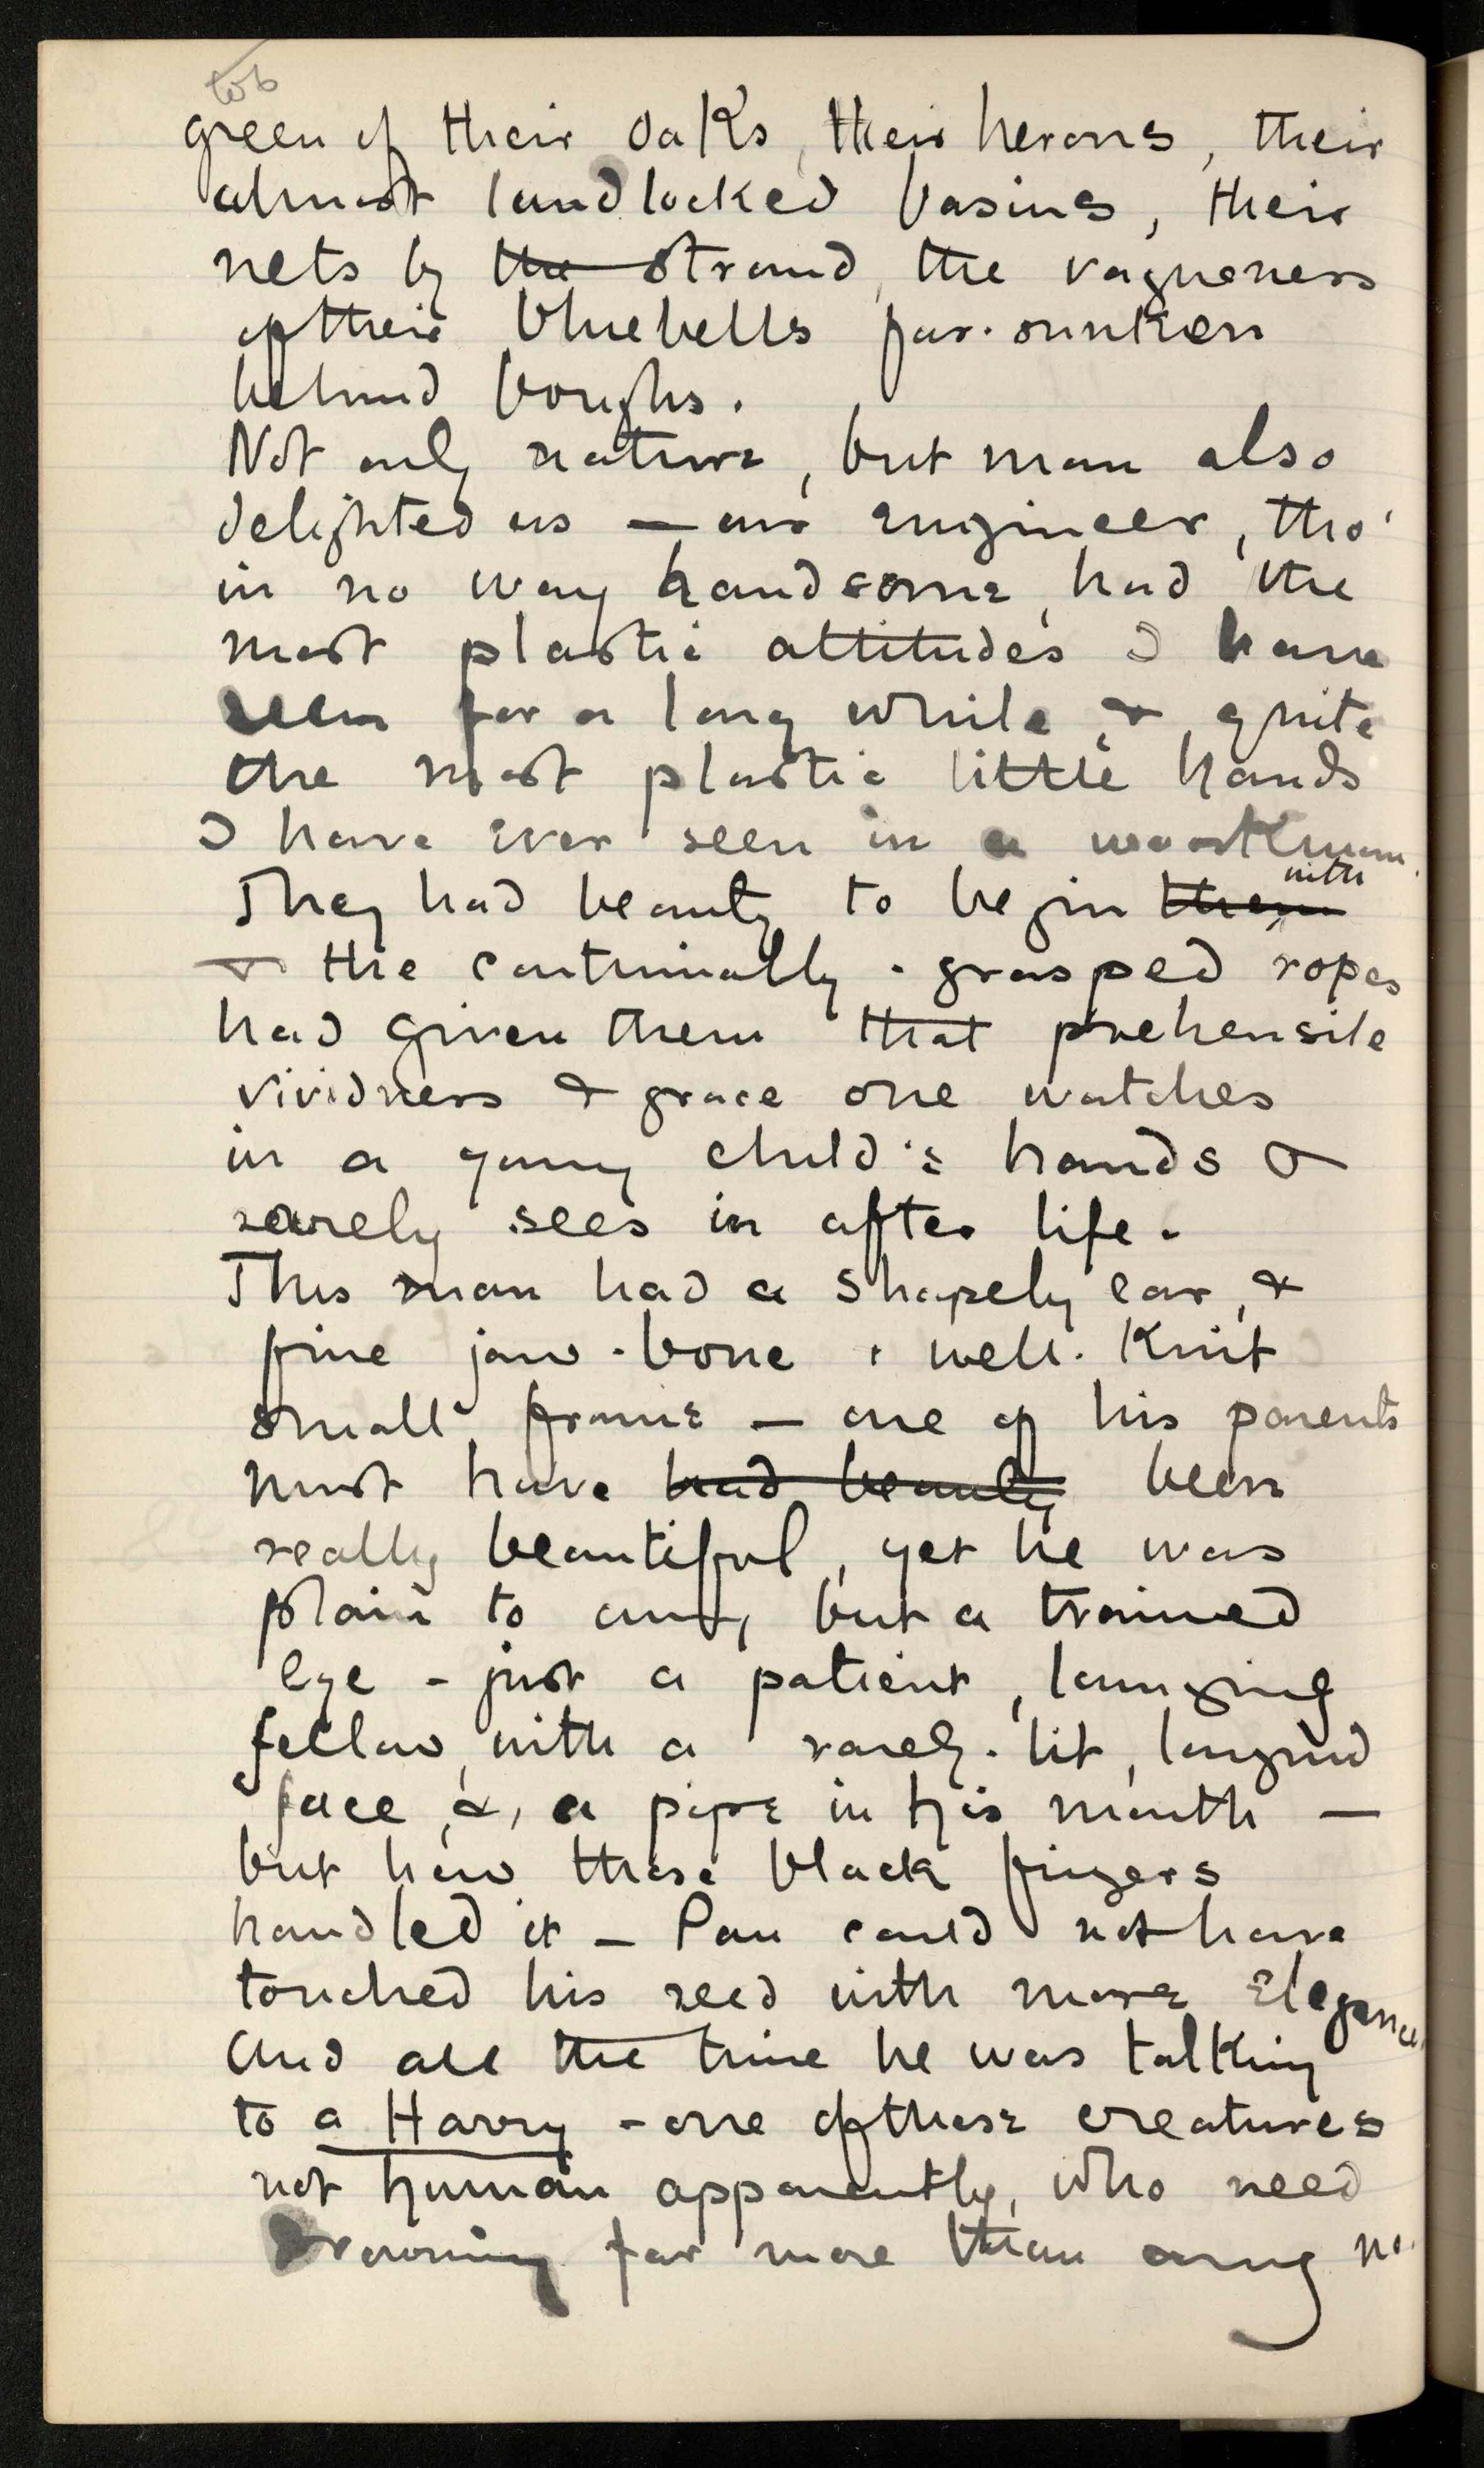 green of their oaks, their herons, their
almost landlocked basins, their
nets by the strand, the vagueness
of their bluebells far-sunken
behind boughs.
Not only nature, but man also
delighted us — our engineer, tho'
in no way handsome, had the
most plastic attitudes I have
seen for a long while, & quite
the most plastic little hands
I have ever seen in a workman.
with
They had beauty to begin them
& the continually-grasped ropes
had given them that prehensile
vividness & grace one watches
in a young child's hands &
rarely sees in after life.
This man had a shapely ear, &
fine jaw-bone & well-knit
small frame — one of his parents
must have had beauty been
really beautiful, yet he was
plain to any, but a trained
eye - just a patient, lounging
fellow, with a rarely-lit, languid
face, &, a pipe in his mouth —
but how those black fingers
handled it — Pan could not have
touched his reed with more elegance,
and all the time he was talking
to a Harry - one of those creatures
not human apparently, who need
drowning far more than any